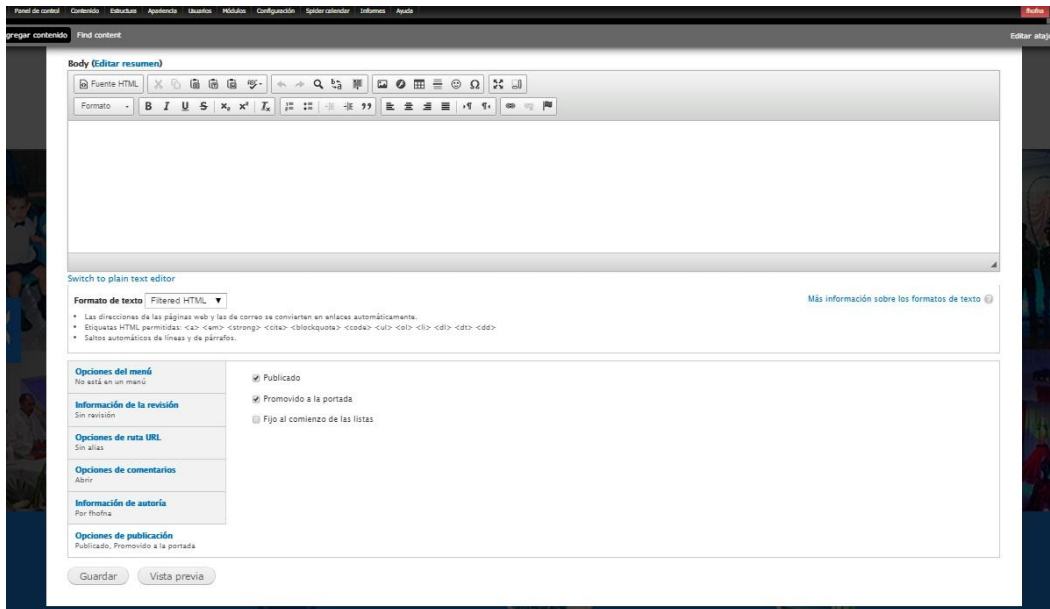 Panel de control Contenido Estructura Apariencia Usuarios Módulos Configuración Spider calendar Informes Ayuda fhofna
gregar contenido Find content Editar ataj
Body (Editar resumen)
Fuente HTML
Formato
Switch to plain text editor
Formato de texto Filtered HTML Más información sobre los formatos de texto
Las direcciones de las páginas web y las de correo se convierten en enlaces automáticamente.
Etiquetas HTML permitidas: <a> <em> <strong> <cite> <blockquote> <code> <ul> <ol> <li> <dl> <dt> <dd>
Saltos automáticos de líneas y de párrafos.
Opciones del menú
No está en un menú
Información de la revisión
Sin revisión
Opciones de ruta URL
Sin alias
Opciones de comentarios
Abrir
Información de autoría
Por fhofna
Opciones de publicación
Publicado, Promovido a la portada
Publicado
Promovido a la portada
Fijo al comienzo de las listas
Guardar Vista previa